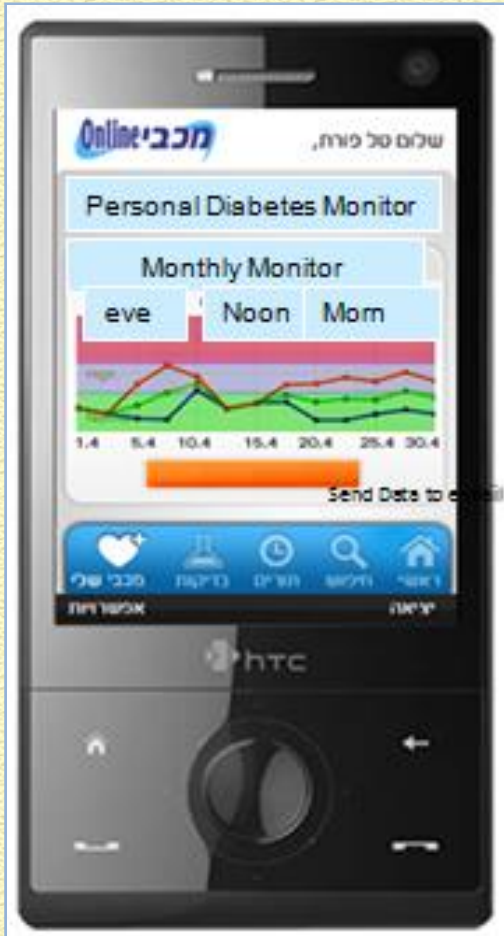 מכבי Online
שלום טל פורת,
Personal Diabetes Monitor
Monthly Monitor
eve Noon Morn
1.4 5.4 10.4 15.4 20.4 25.4 30.4
Send Data to email
ראשי חיפוש תורים בדיקות מכבי שלי
יציאה אפשרויות
htc